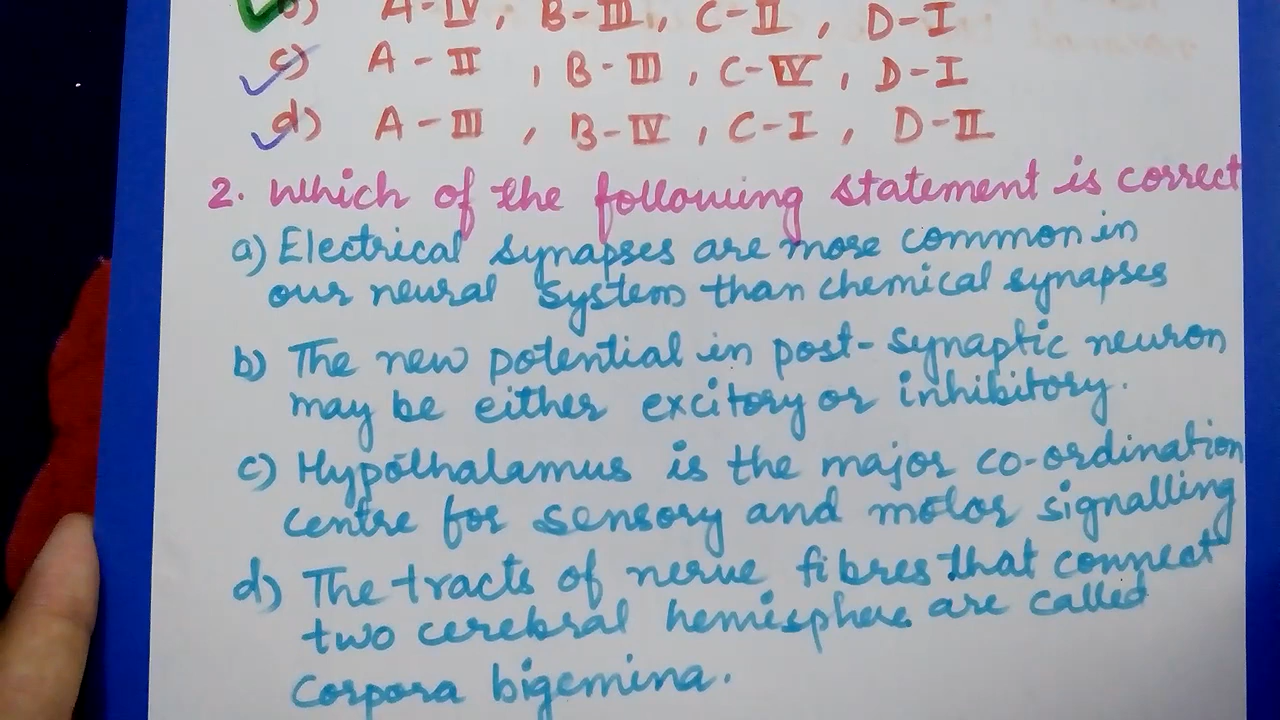 b) A-IV, B-III, C-II, D-I
c) A-II, B-III, C-IV, D-I
d) A-III, B-IV, C-I, D-II
2. Which of the following statement is correct
a) Electrical synapses are more common in
our neural system than chemical synapses
b) The new potential in post-synaptic neuron
may be either excitory or inhibitory.
c) Hypothalamus is the major co-ordination
centre for sensory and motor signalling
d) The tracts of nerve fibres that connect
two cerebral hemisphere are called
Corpora bigemina.